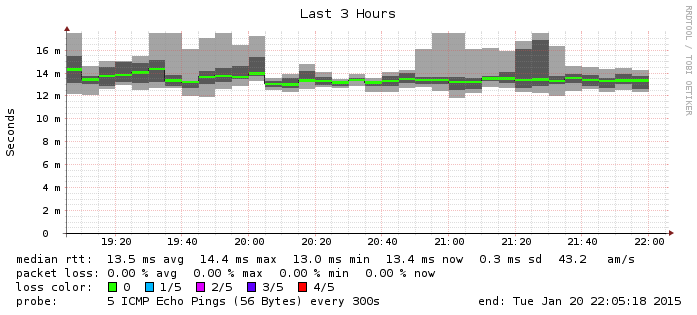 Last 3 Hours
RRDTOOL / TOBI OETIKER
Seconds
16 m
14 m
12 m
10 m
8 m
6 m
4 m
2 m
0
19:20 19:40 20:00 20:20 20:40 21:00 21:20 21:40 22:00
median rtt: 13.5 ms avg 14.4 ms max 13.0 ms min 13.4 ms now 0.3 ms sd 43.2 am/s
packet loss: 0.00 % avg 0.00 % max 0.00 % min 0.00 % now
loss color: 0 1/5 2/5 3/5 4/5
probe: 5 ICMP Echo Pings (56 Bytes) every 300s end: Tue Jan 20 22:05:18 2015